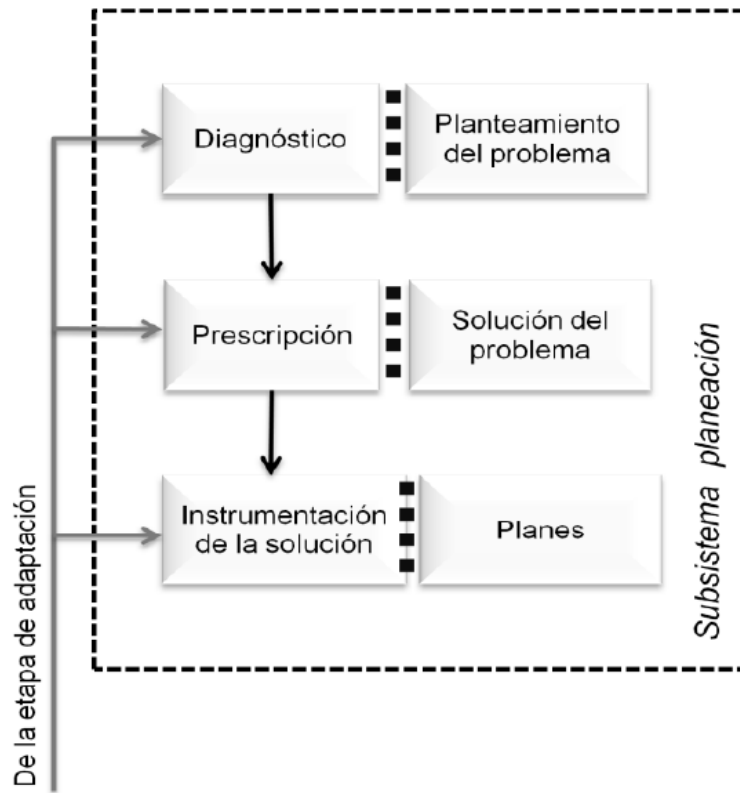 Diagnóstico
Planteamiento
del problema
Prescripción
Solución del
problema
Instrumentación
de la solución
Planes
Subsistema planeación
De la etapa de adaptación